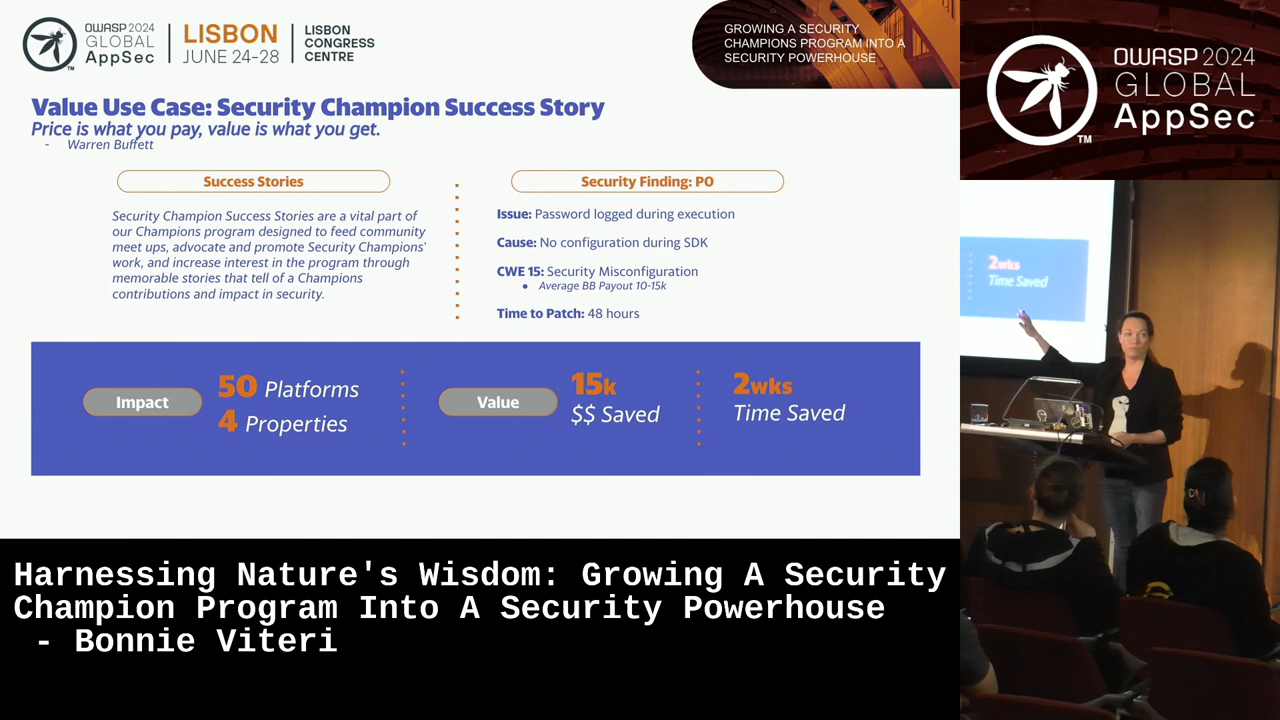 OWASP 2024
GLOBAL
AppSec
TM
LISBON
JUNE 24-28
LISBON
CONGRESS
CENTRE
GROWING A SECURITY
CHAMPIONS PROGRAM INTO A
SECURITY POWERHOUSE
Value Use Case: Security Champion Success Story
Price is what you pay, value is what you get.
- Warren Buffett
Success Stories
Security Champion Success Stories are a vital part of
our Champions program designed to feed community
meet ups, advocate and promote Security Champions'
work, and increase interest in the program through
memorable stories that tell of a Champions
contributions and impact in security.
Security Finding: P0
Issue: Password logged during execution
Cause: No configuration during SDK
CWE 15: Security Misconfiguration
• Average BB Payout 10-15k
Time to Patch: 48 hours
Impact
50 Platforms
4 Properties
Value
15k
$$ Saved
2wks
Time Saved
OWASP 2024
GLOBAL
AppSec
TM
2wks
Time Saved
Harnessing Nature's Wisdom: Growing A Security
Champion Program Into A Security Powerhouse
- Bonnie Viteri